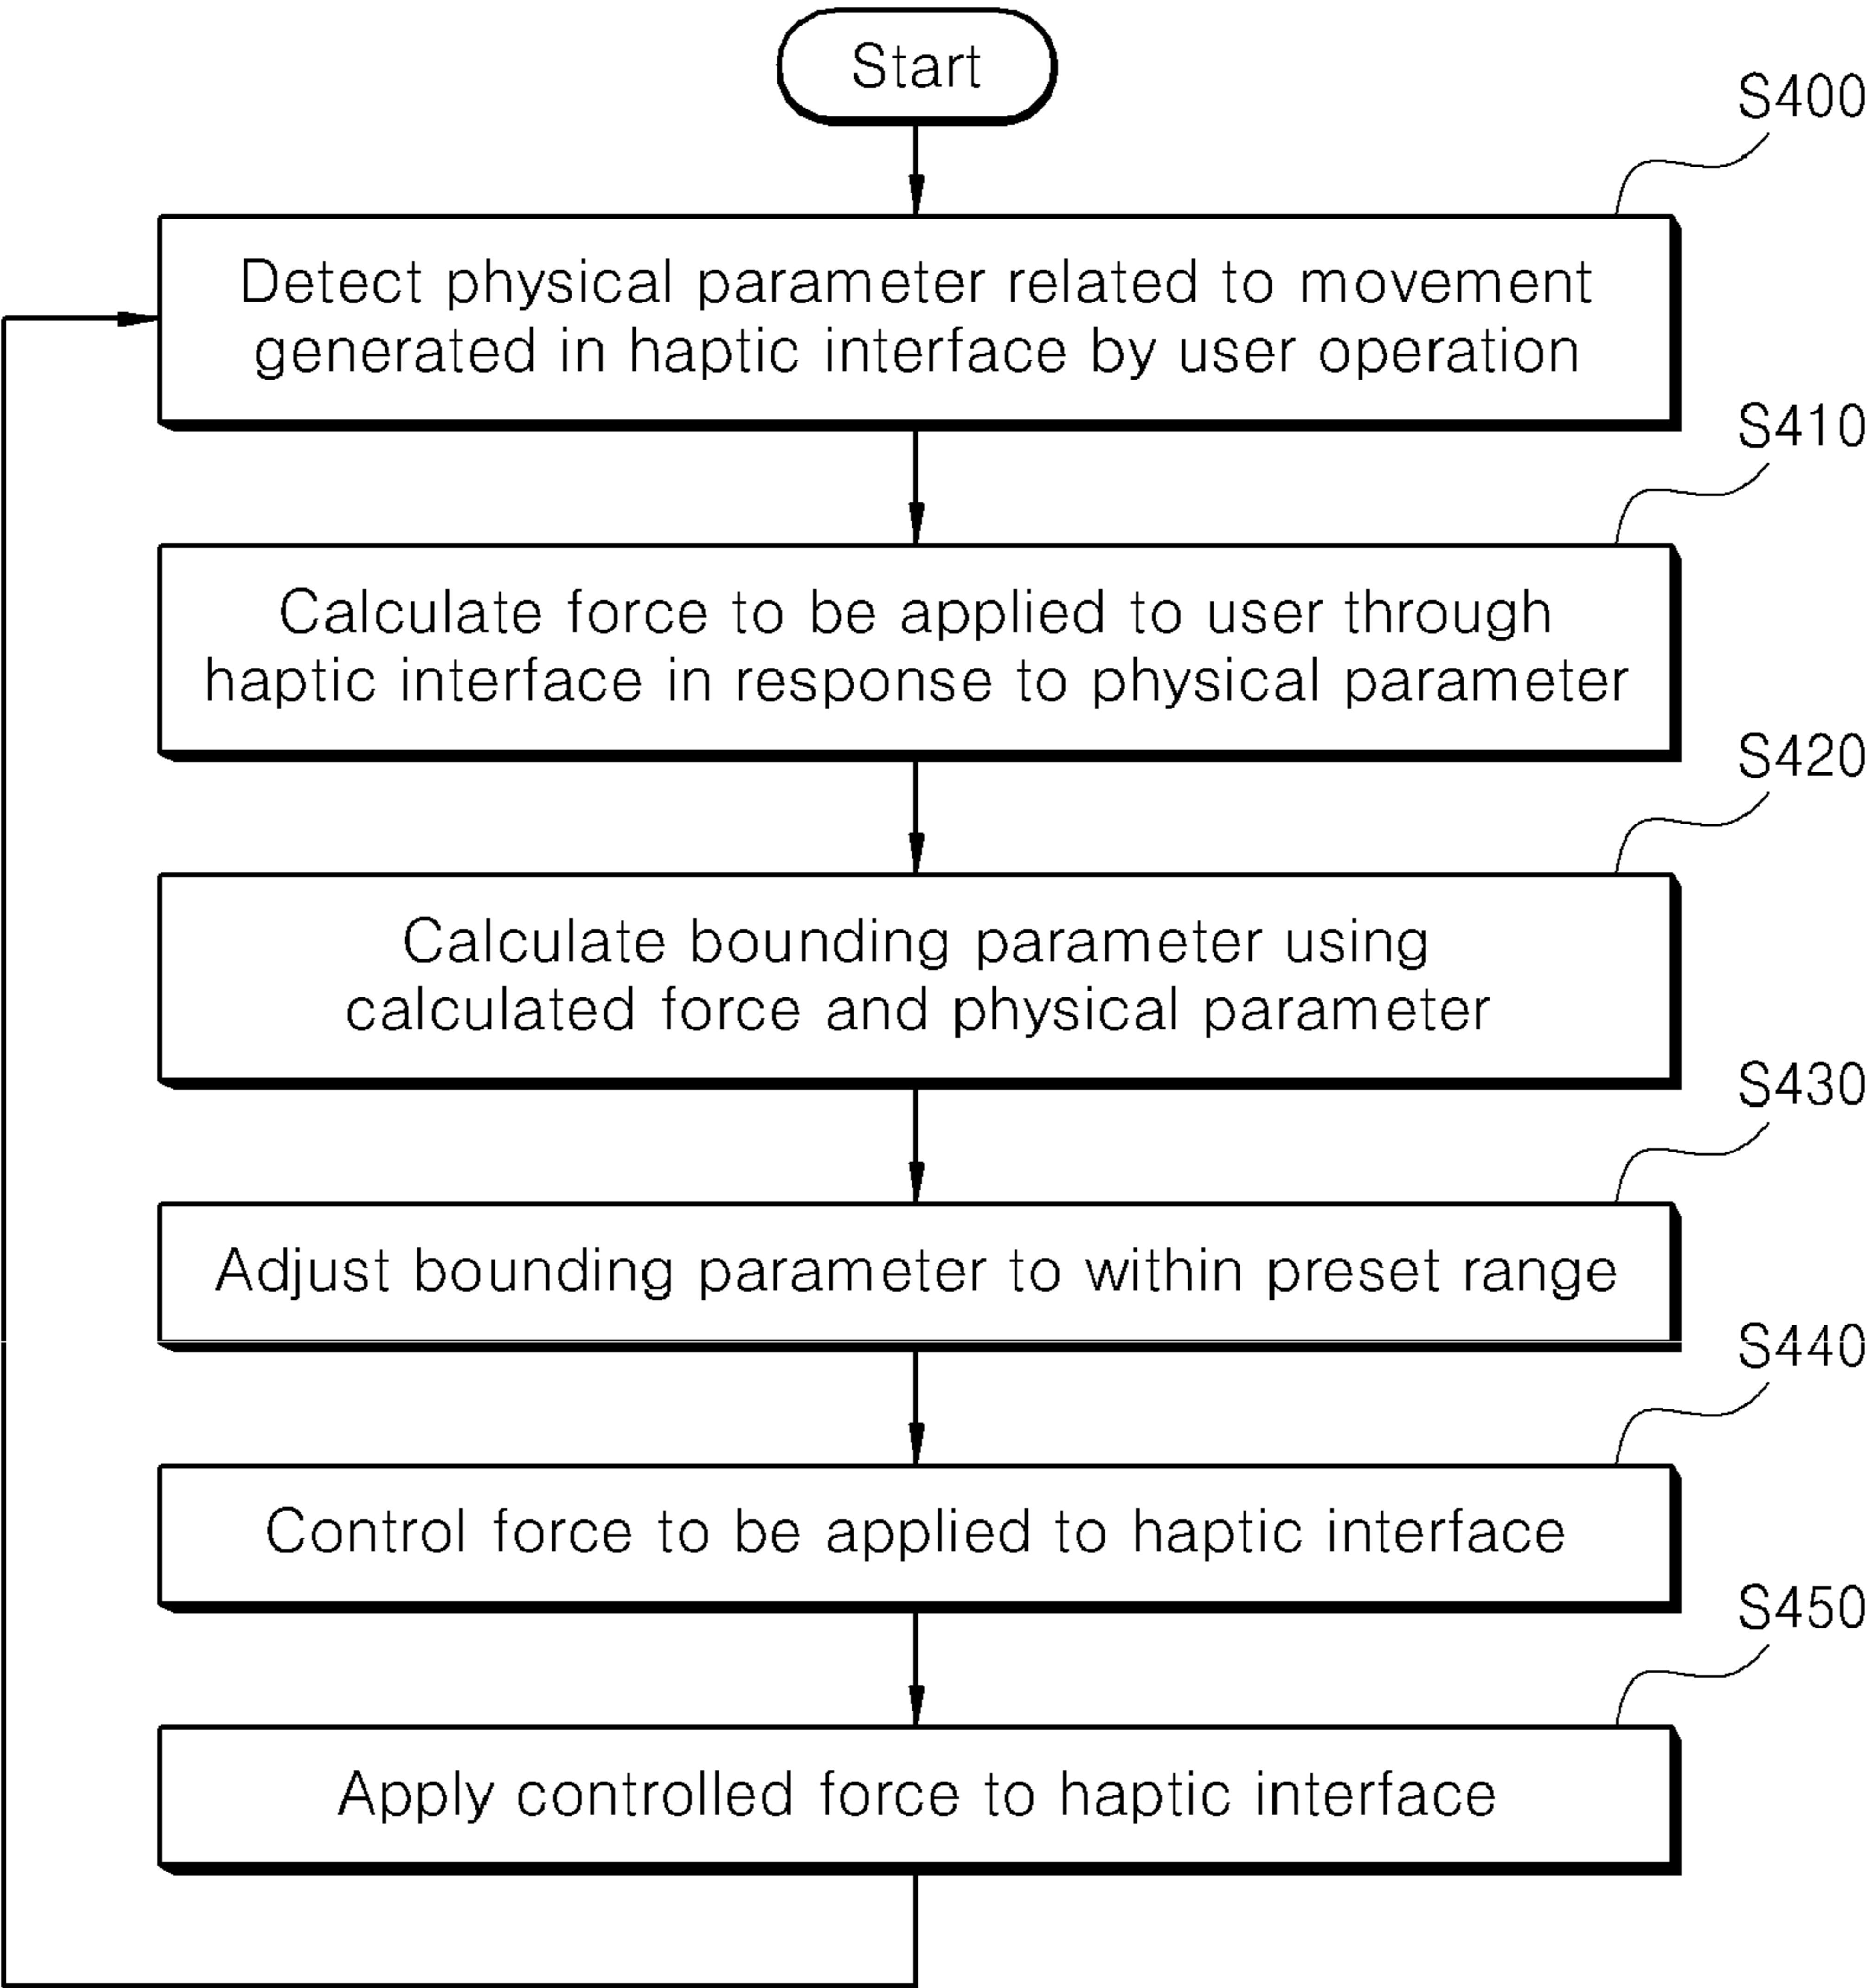 Start
S400
Detect physical parameter related to movement
generated in haptic interface by user operation
S410
Calculate force to be applied to user through
haptic interface in response to physical parameter
S420
Calculate bounding parameter using
calculated force and physical parameter
S430
Adjust bounding parameter to within preset range
S440
Control force to be applied to haptic interface
S450
Apply controlled force to haptic interface